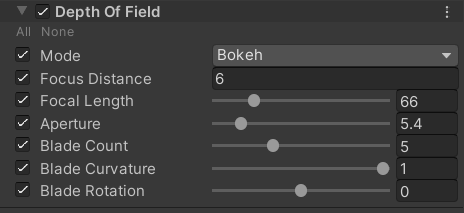 Depth Of Field
All None
Mode Bokeh
Focus Distance 6
Focal Length 66
Aperture 5.4
Blade Count 5
Blade Curvature 1
Blade Rotation 0